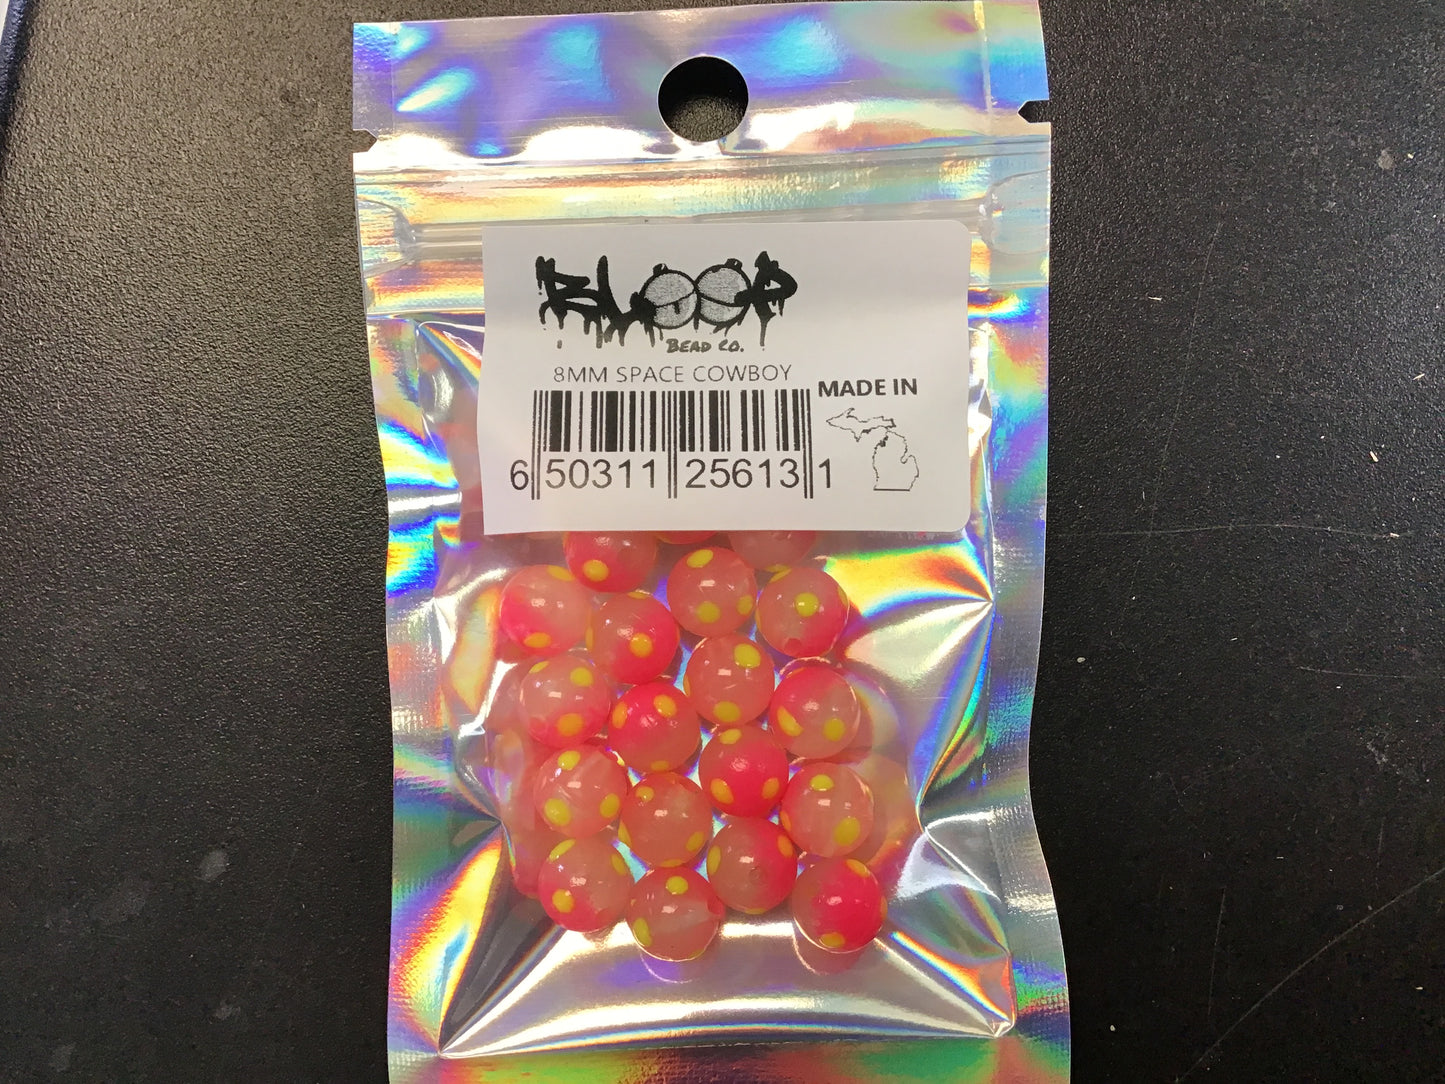 BLOOP
BEAD CO.
8MM SPACE COWBOY
MADE IN
6 50311 25613 1